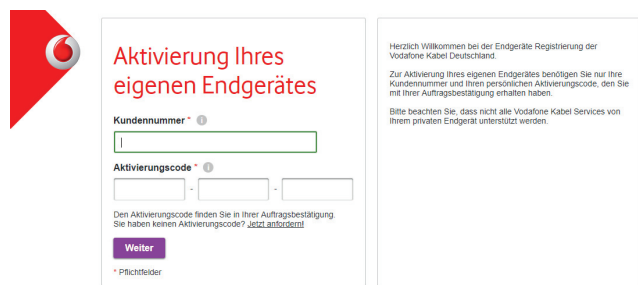 Aktivierung Ihres
eigenen Endgerätes
Kundennummer *
Aktivierungscode *
- -
Den Aktivierungscode finden Sie in Ihrer Auftragsbestätigung.
Sie haben keinen Aktivierungscode? Jetzt anfordern!
Weiter
* Pflichtfelder
Herzlich Willkommen bei der Endgeräte Registrierung der
Vodafone Kabel Deutschland.
Zur Aktivierung Ihres eigenen Endgerätes benötigen Sie nur Ihre
Kundennummer und Ihren persönlichen Aktivierungscode, den Sie
mit Ihrer Auftragsbestätigung erhalten haben.
Bitte beachten Sie, dass nicht alle Vodafone Kabel Services von
Ihrem privaten Endgerät unterstützt werden.